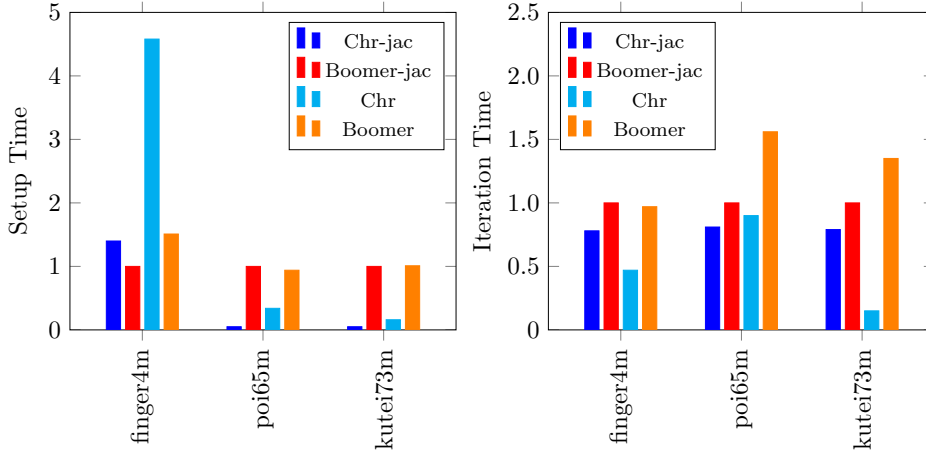 5
4
3
2
1
0
Setup Time
Chr-jac
Boomer-jac
Chr
Boomer
finger4m
poi65m
kutei73m
2.5
2.0
1.5
1.0
0.5
0
Iteration Time
Chr-jac
Boomer-jac
Chr
Boomer
finger4m
poi65m
kutei73m